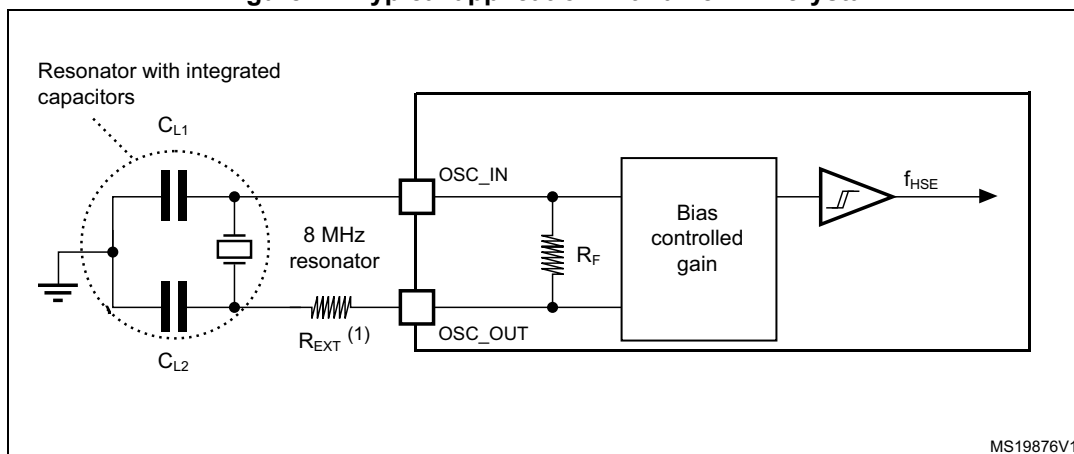 Resonator with integrated
capacitors
C_L1
OSC_IN
f_HSE
8 MHz
resonator
R_F
Bias
controlled
gain
R_EXT (1)
OSC_OUT
C_L2
MS19876V1